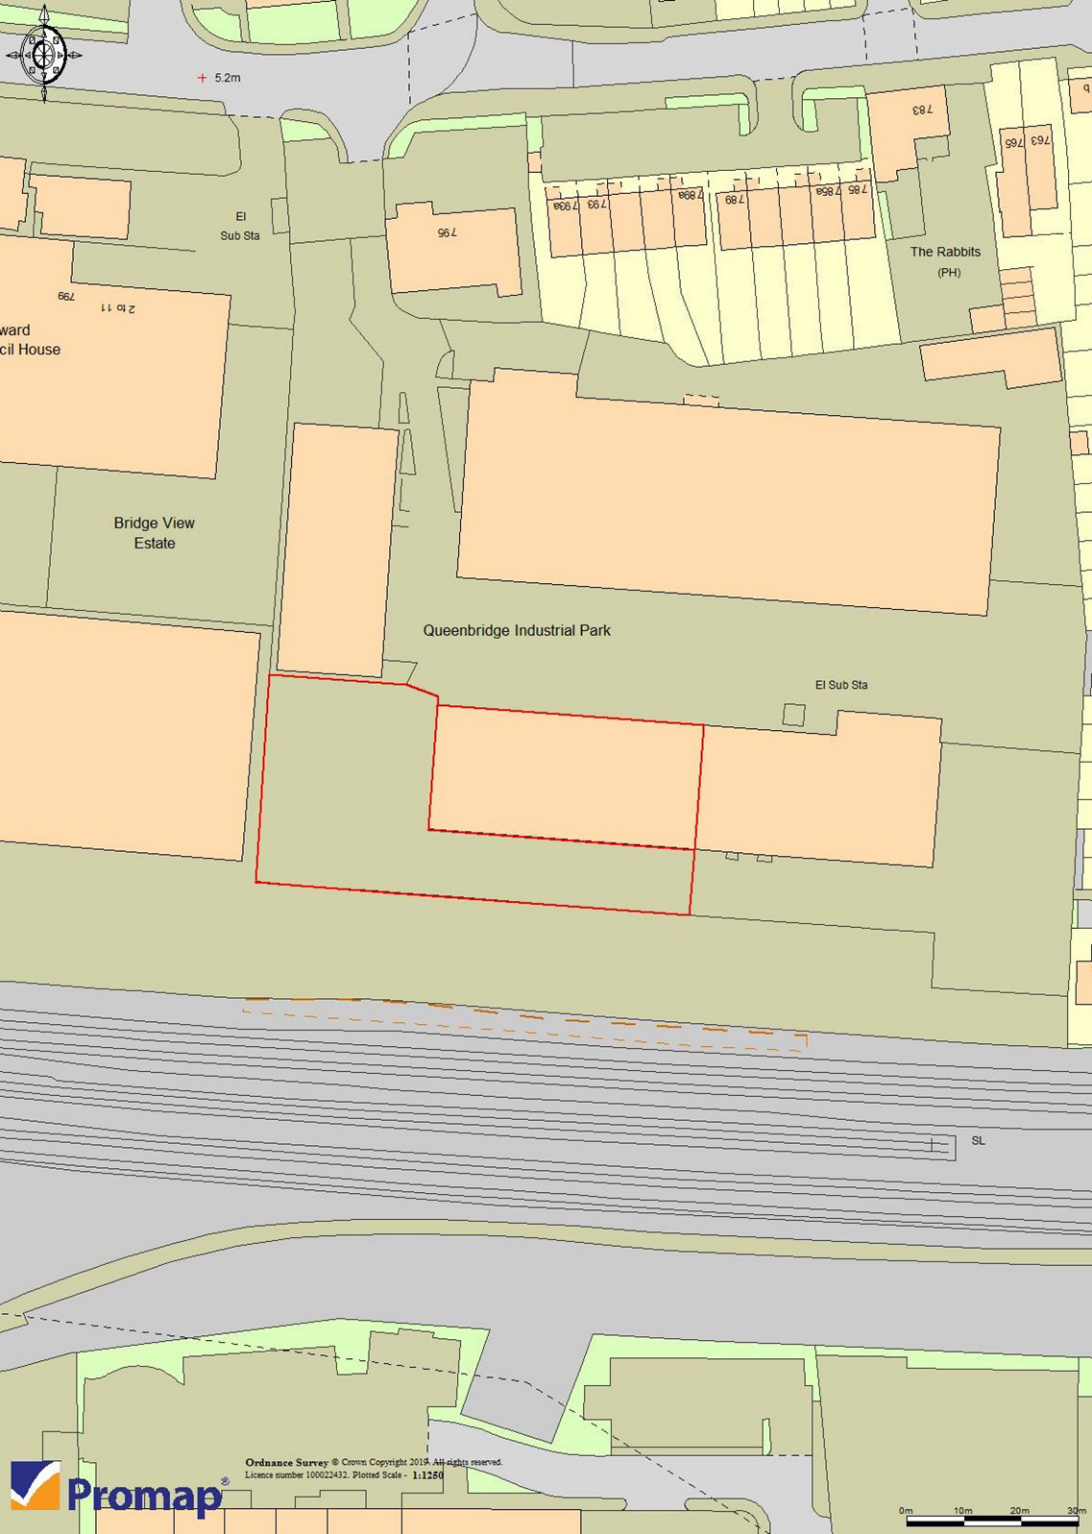 5.2m
783
El
Sub Sta
795
793a
793
789a
789
785a
785
765
763
The Rabbits
(PH)
799
2 to 11
ward
cil House
Bridge View
Estate
Queenbridge Industrial Park
El Sub Sta
SL
Ordnance Survey © Crown Copyright 2019. All rights reserved.
Licence number 100022432. Plotted Scale - 1:1250
Promap®
0m 10m 20m 30m